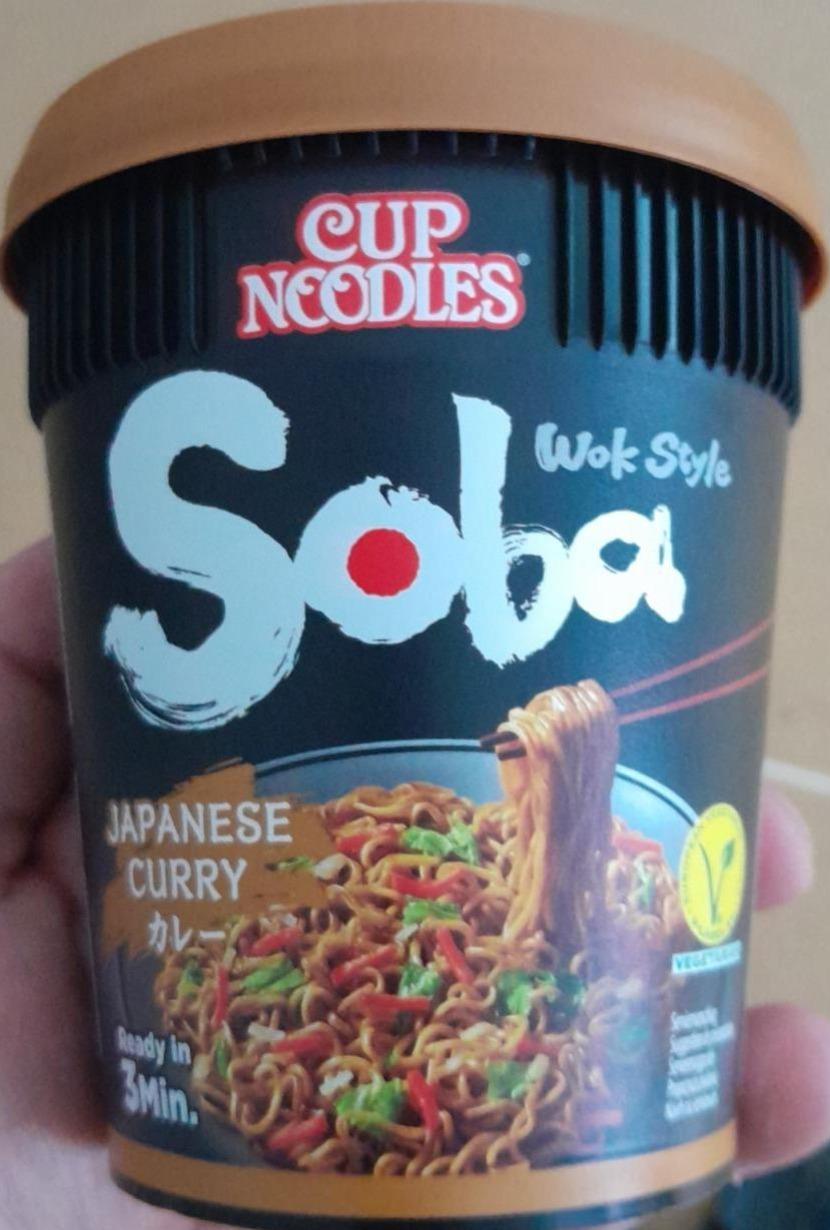 CUP
NOODLES®
Wok Style
Soba
JAPANESE
CURRY
カレー
Ready in
3Min.
VEGETARIAN